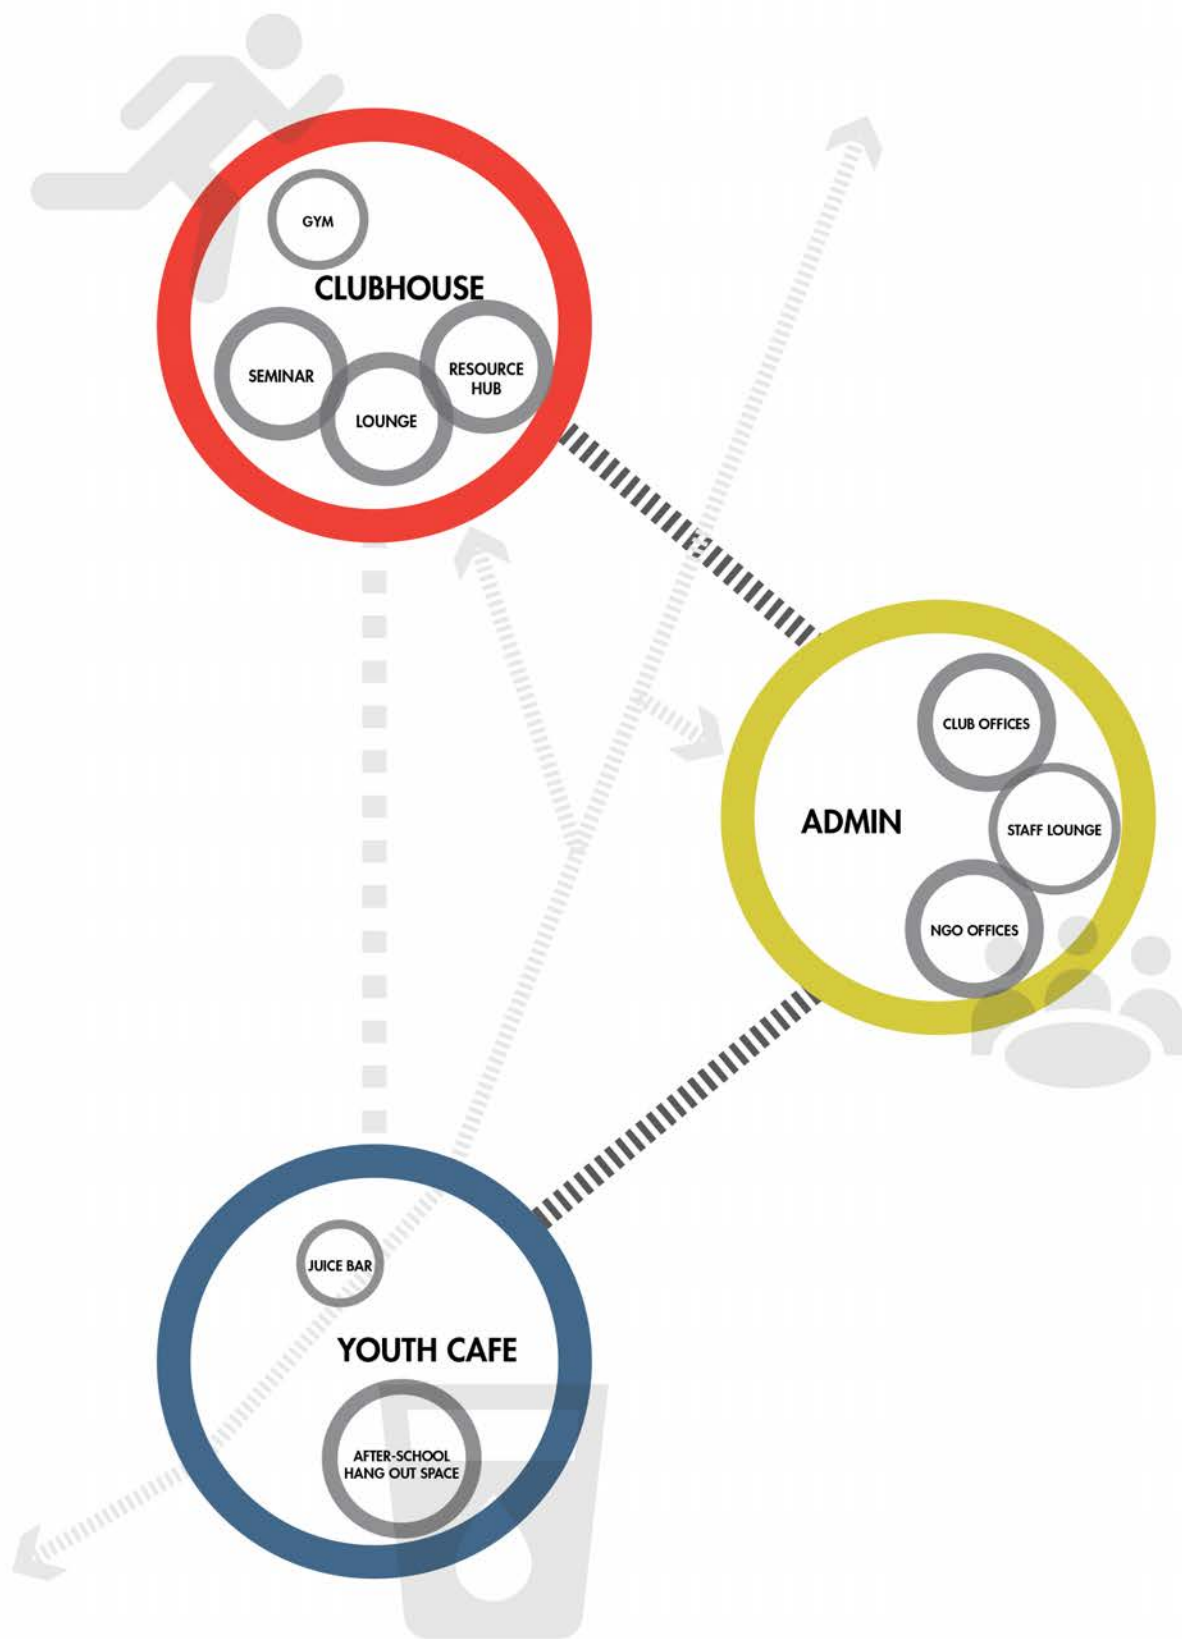 GYM
CLUBHOUSE
SEMINAR
RESOURCE
HUB
LOUNGE
CLUB OFFICES
ADMIN
STAFF LOUNGE
NGO OFFICES
JUICE BAR
YOUTH CAFE
AFTER-SCHOOL
HANG OUT SPACE